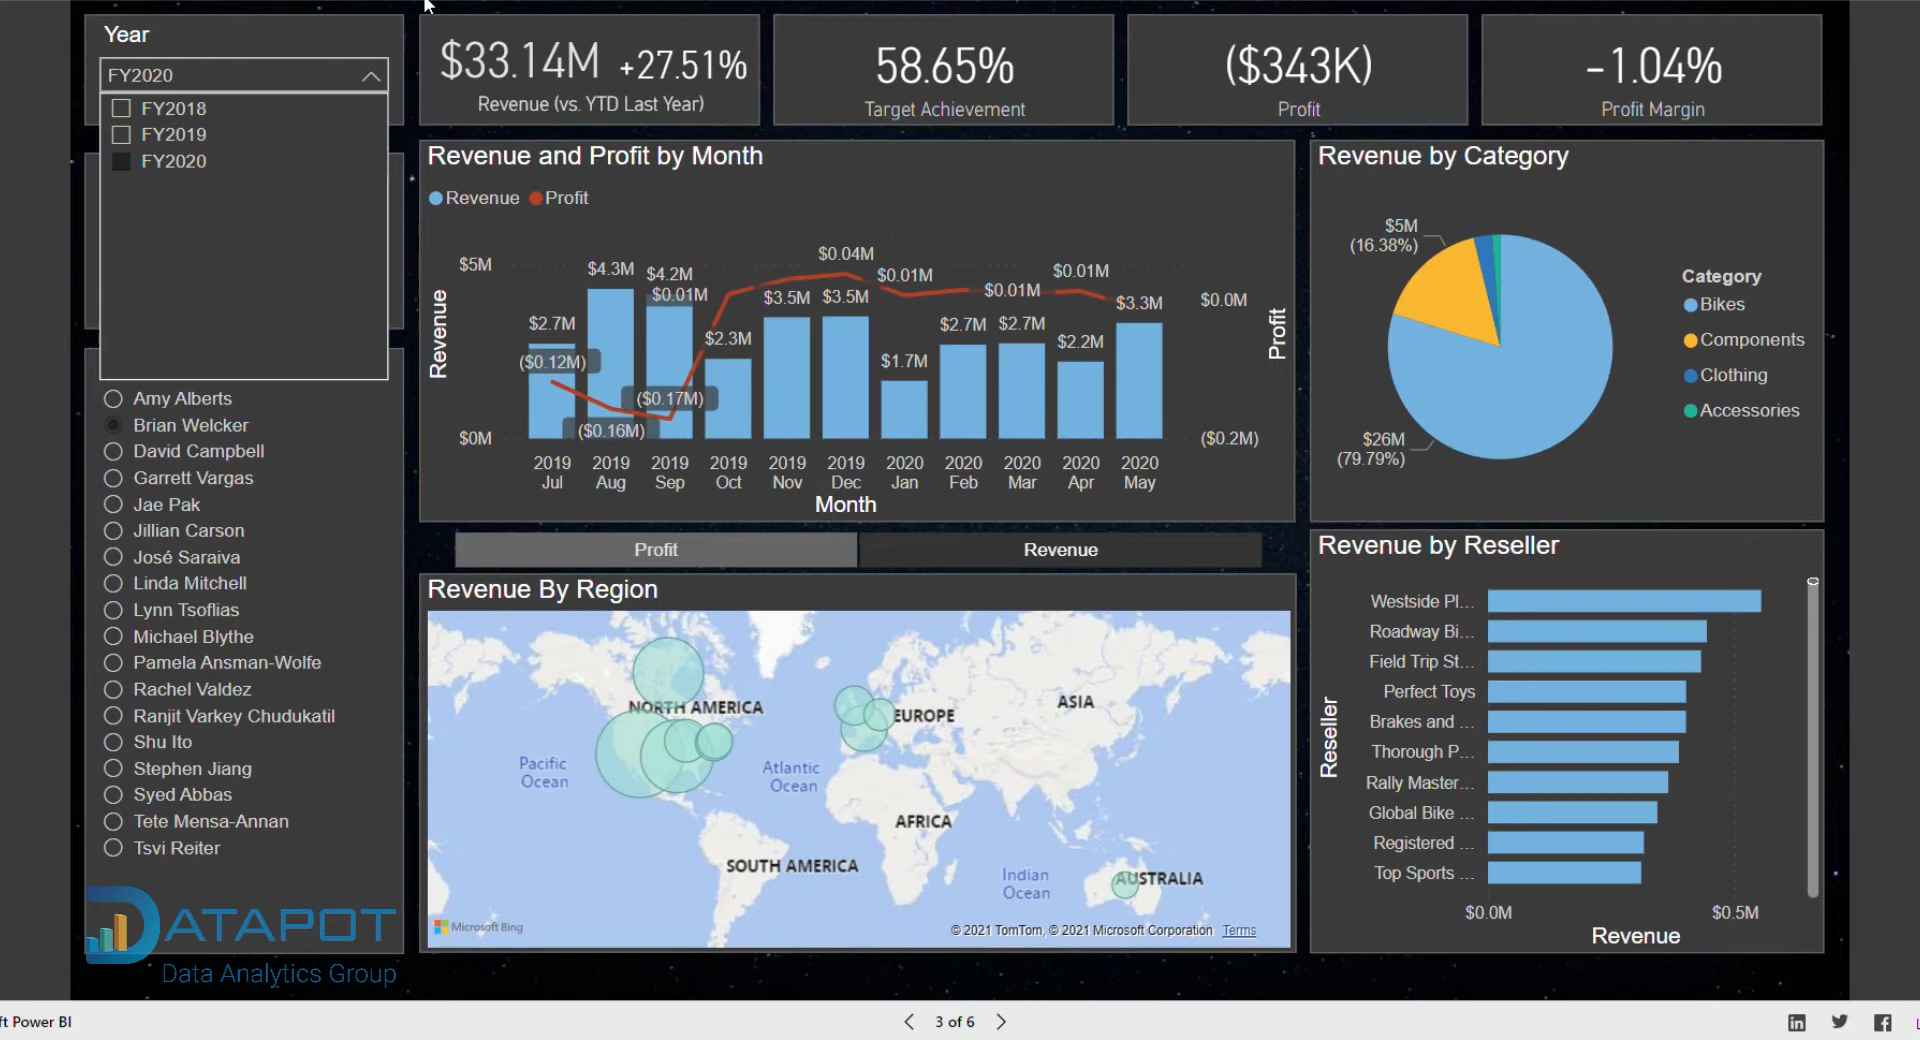 Year
FY2020
FY2018
FY2019
FY2020
Amy Alberts
Brian Welcker
David Campbell
Garrett Vargas
Jae Pak
Jillian Carson
José Saraiva
Linda Mitchell
Lynn Tsoflias
Michael Blythe
Pamela Ansman-Wolfe
Rachel Valdez
Ranjit Varkey Chudukatil
Shu Ito
Stephen Jiang
Syed Abbas
Tete Mensa-Annan
Tsvi Reiter
DATAPOT
Data Analytics Group
$33.14M +27.51%
Revenue (vs. YTD Last Year)
58.65%
Target Achievement
($343K)
Profit
-1.04%
Profit Margin
Revenue and Profit by Month
Revenue Profit
Revenue
$5M
$0M
$2.7M
$4.3M
$4.2M
$2.3M
$3.5M
$3.5M
$1.7M
$2.7M
$2.7M
$2.2M
$3.3M
($0.12M)
($0.16M)
($0.17M)
$0.01M
$0.04M
$0.01M
$0.01M
$0.01M
$0.0M
($0.2M)
Profit
2019 2019 2019 2019 2019 2019 2020 2020 2020 2020 2020
Jul Aug Sep Oct Nov Dec Jan Feb Mar Apr May
Month
Revenue by Category
$5M
(16.38%)
$26M
(79.79%)
Category
Bikes
Components
Clothing
Accessories
Profit
Revenue
Revenue By Region
NORTH AMERICA
EUROPE
ASIA
Pacific
Ocean
Atlantic
Ocean
AFRICA
SOUTH AMERICA
Indian
Ocean
AUSTRALIA
Microsoft Bing
© 2021 TomTom, © 2021 Microsoft Corporation Terms
Revenue by Reseller
Reseller
Westside Pl...
Roadway Bi...
Field Trip St...
Perfect Toys
Brakes and ...
Thorough P...
Rally Master...
Global Bike ...
Registered ...
Top Sports ...
$0.0M $0.5M
Revenue
ft Power BI
3 of 6